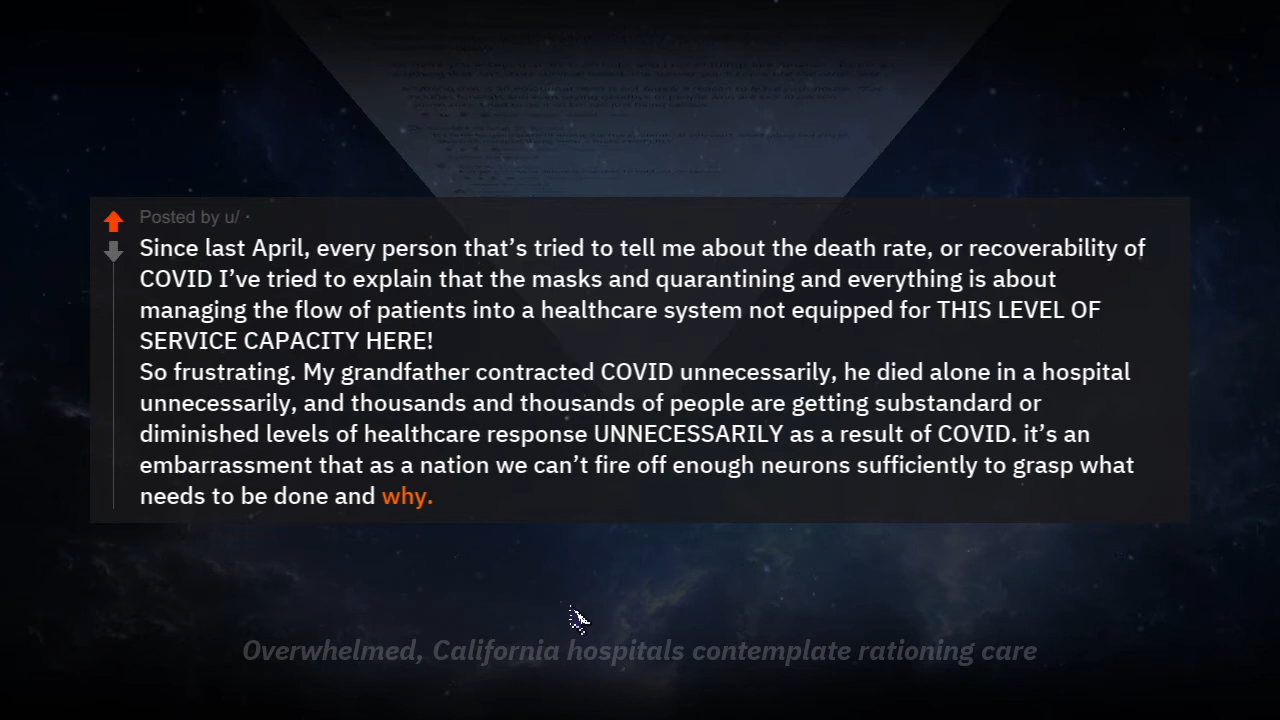 Posted by u/ ·
Since last April, every person that’s tried to tell me about the death rate, or recoverability of
COVID I’ve tried to explain that the masks and quarantining and everything is about
managing the flow of patients into a healthcare system not equipped for THIS LEVEL OF
SERVICE CAPACITY HERE!
So frustrating. My grandfather contracted COVID unnecessarily, he died alone in a hospital
unnecessarily, and thousands and thousands of people are getting substandard or
diminished levels of healthcare response UNNECESSARILY as a result of COVID. it’s an
embarrassment that as a nation we can’t fire off enough neurons sufficiently to grasp what
needs to be done and why.
Overwhelmed, California hospitals contemplate rationing care